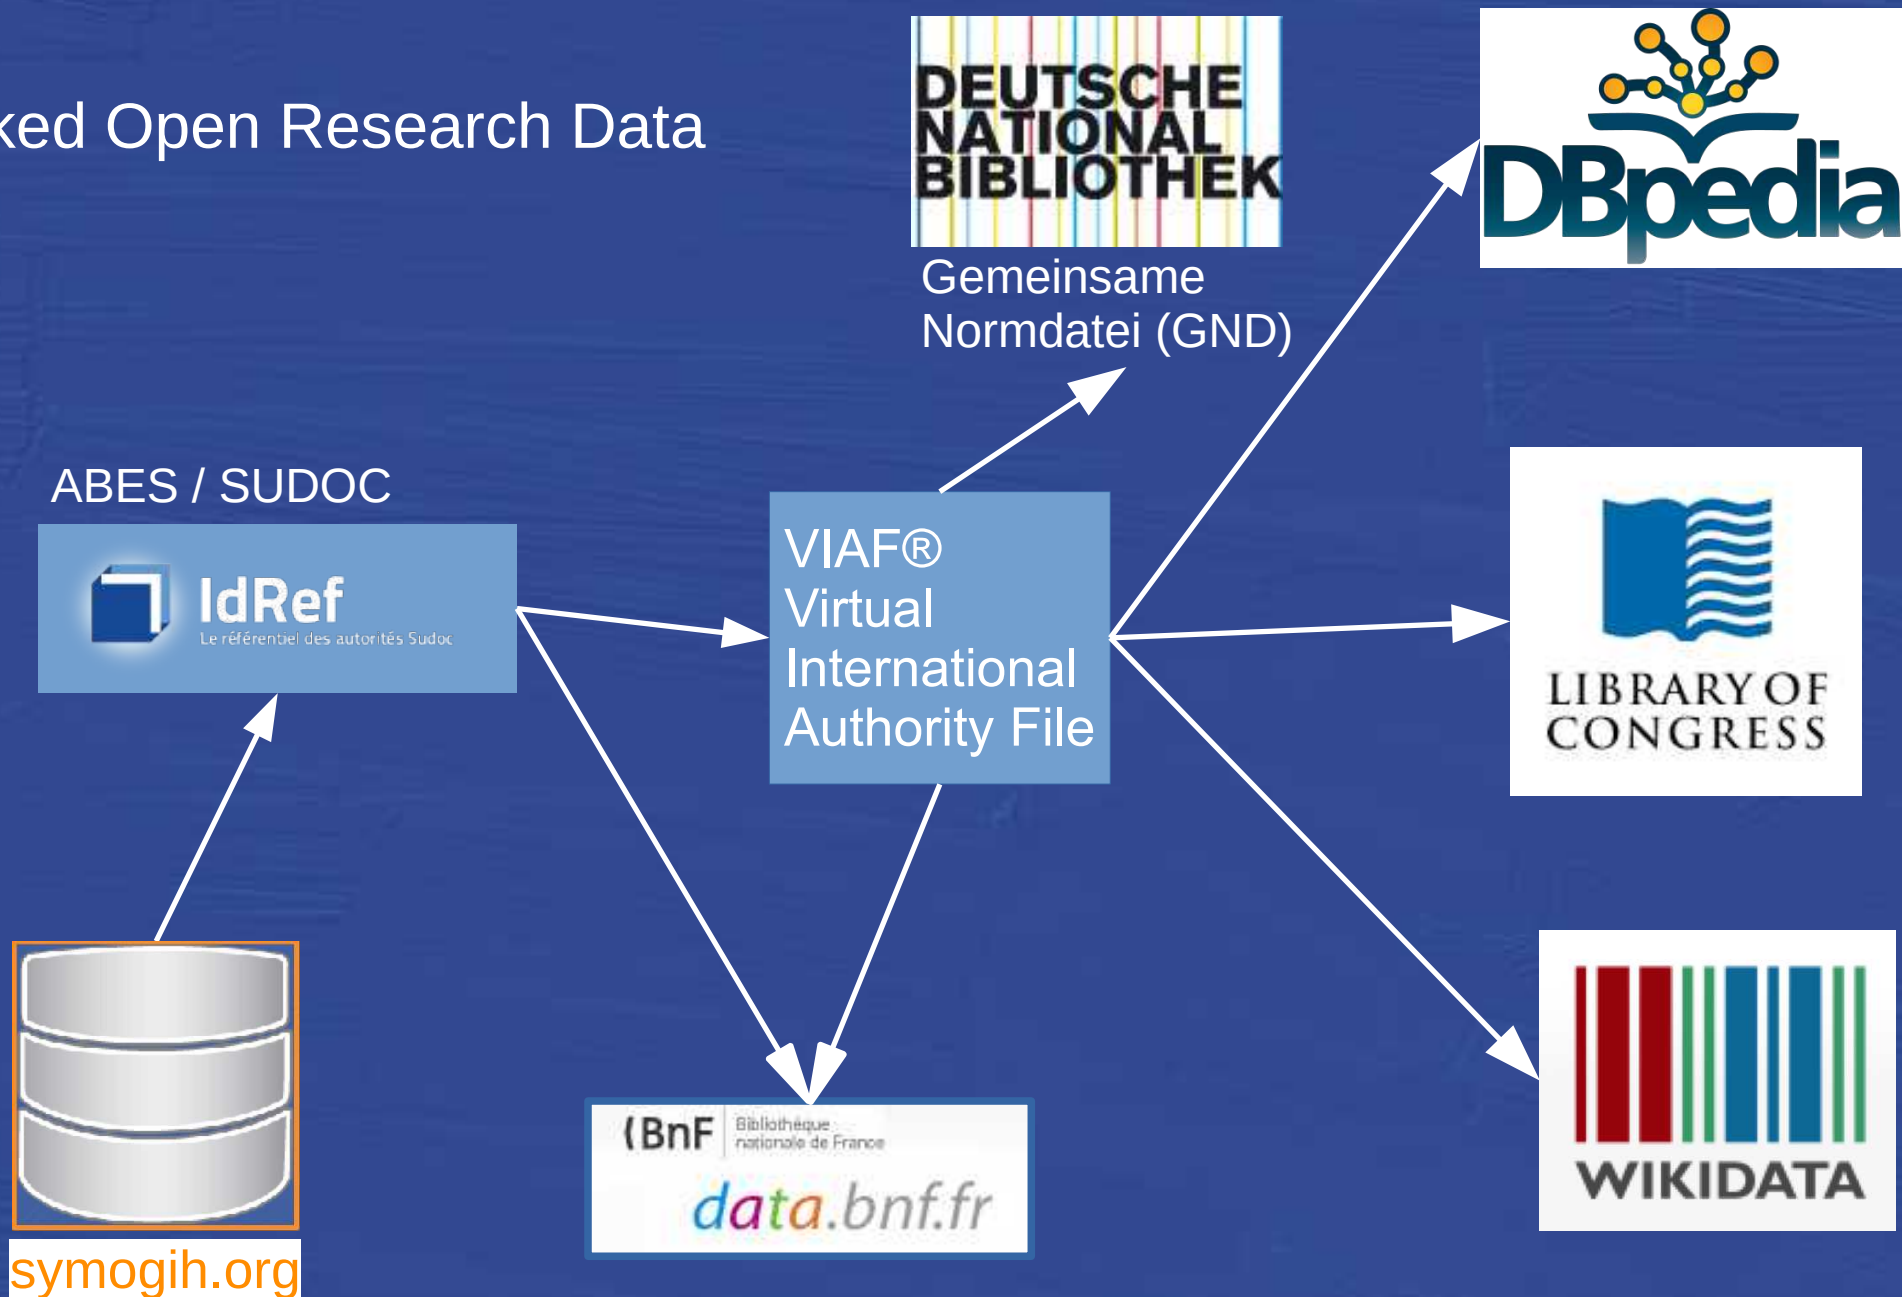 ked Open Research Data
DEUTSCHE
NATIONAL
BIBLIOTHEK
Gemeinsame
Normdatei (GND)
DBpedia
ABES / SUDOC
IdRef
Le référentiel des autorités Sudoc
VIAF®
Virtual
International
Authority File
LIBRARY OF
CONGRESS
symogih.org
(BnF
Bibliothèque
nationale de France
data.bnf.fr
WIKIDATA